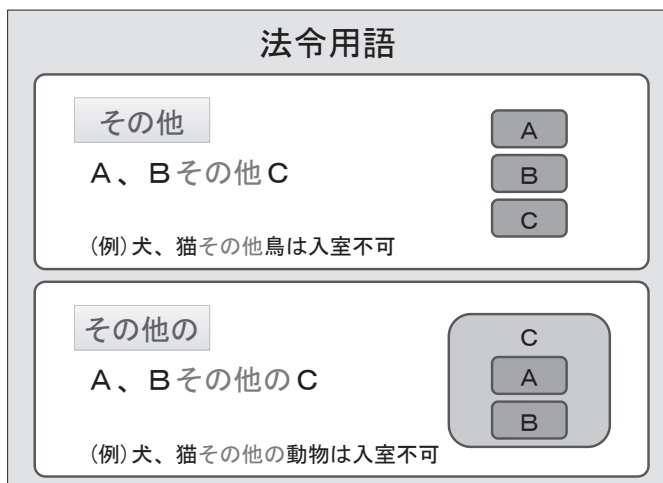 法令用語
その他
A、Bその他C
(例)犬、猫その他鳥は入室不可
A
B
C
その他の
A、Bその他のC
(例)犬、猫その他の動物は入室不可
C
A
B